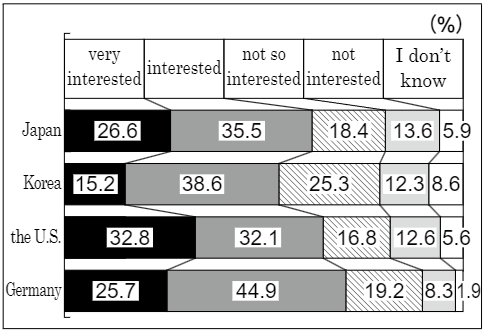 (%)
very interested
interested
not so interested
not interested
I don't know
Japan 26.6 35.5 18.4 13.6 5.9
Korea 15.2 38.6 25.3 12.3 8.6
the U.S. 32.8 32.1 16.8 12.6 5.6
Germany 25.7 44.9 19.2 8.3 1.9